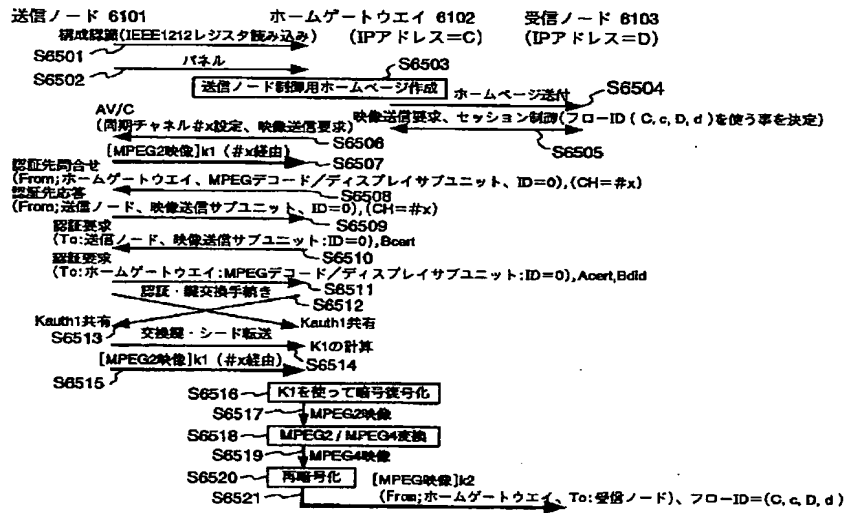 送信ノード 6101 ホームゲートウエイ 6102 受信ノード 6103
構成認識(IEEE1212レジスタ読み込み) (IPアドレス=C) (IPアドレス=D)
S6501
パネル
S6502
S6503
送信ノード制御用ホームページ作成
ホームページ送付
S6504
AV/C
(同期チャネル#x設定、映像送信要求)
映像送信要求、セッション制御(フローID(C,c,D,d)を使う事を決定)
S6506
S6505
[MPEG2映像]k1(#x経由)
S6507
認証先問合せ
(From;ホームゲートウエイ、MPEGデコード/ディスプレイサブユニット、ID=0),(CH=#x)
S6508
認証先応答
(From;送信ノード、映像送信サブユニット、ID=0),(CH=#x)
S6509
認証要求
(To:送信ノード、映像送信サブユニット:ID=0),Bcert
S6510
認証要求
(To:ホームゲートウエイ:MPEGデコード/ディスプレイサブユニット:ID=0),Acert,Bdid
S6511
認証・鍵交換手続き
S6512
Kauth1共有 Kauth1共有
S6513
交換鍵・シード転送
K1の計算
S6514
[MPEG2映像]k1(#x経由)
S6515
S6516 K1を使って暗号復号化
S6517 MPEG2映像
S6518 MPEG2/MPEG4変換
S6519 MPEG4映像
S6520 再暗号化
[MPEG映像]k2
S6521
(From;ホームゲートウエイ、To:受信ノード)、フローID=(C,c,D,d)